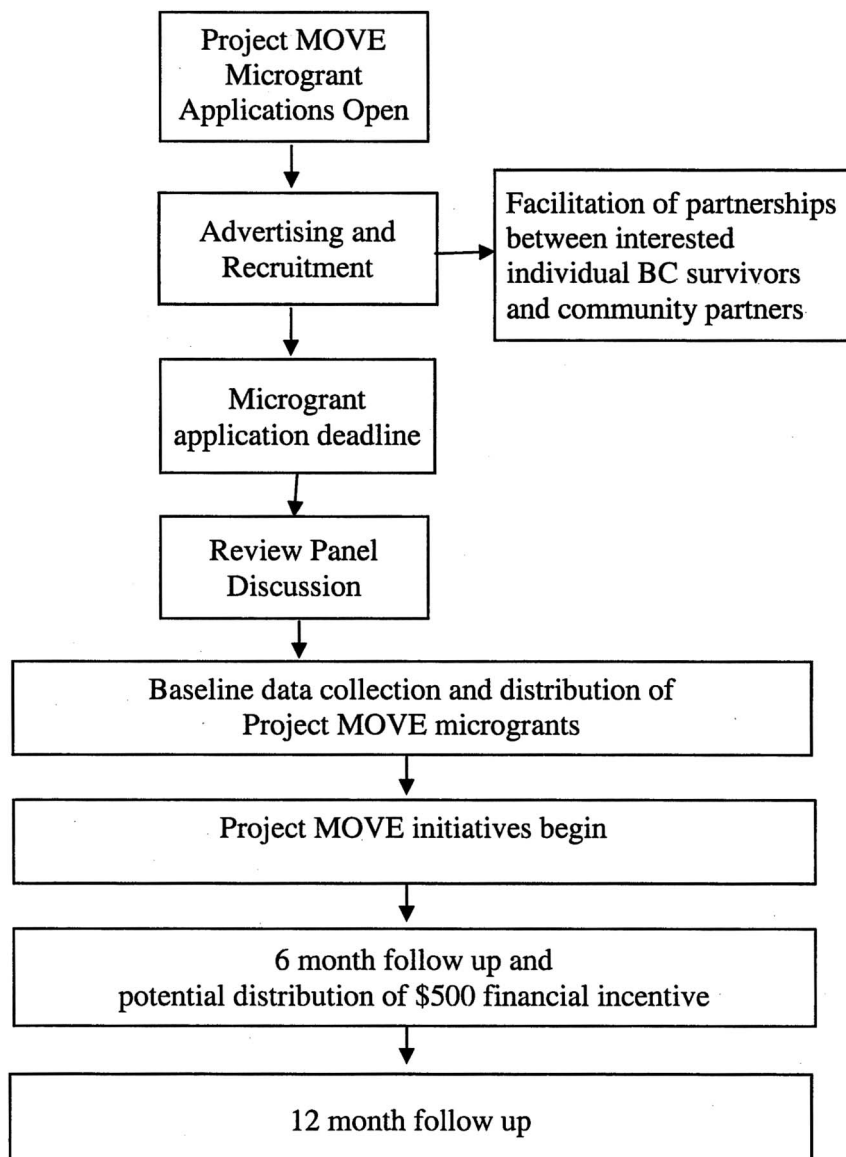 Project MOVE
Microgrant
Applications Open
Advertising and
Recruitment
Facilitation of partnerships
between interested
individual BC survivors
and community partners
Microgrant
application deadline
Review Panel
Discussion
Baseline data collection and distribution of
Project MOVE microgrants
Project MOVE initiatives begin
6 month follow up and
potential distribution of $500 financial incentive
12 month follow up